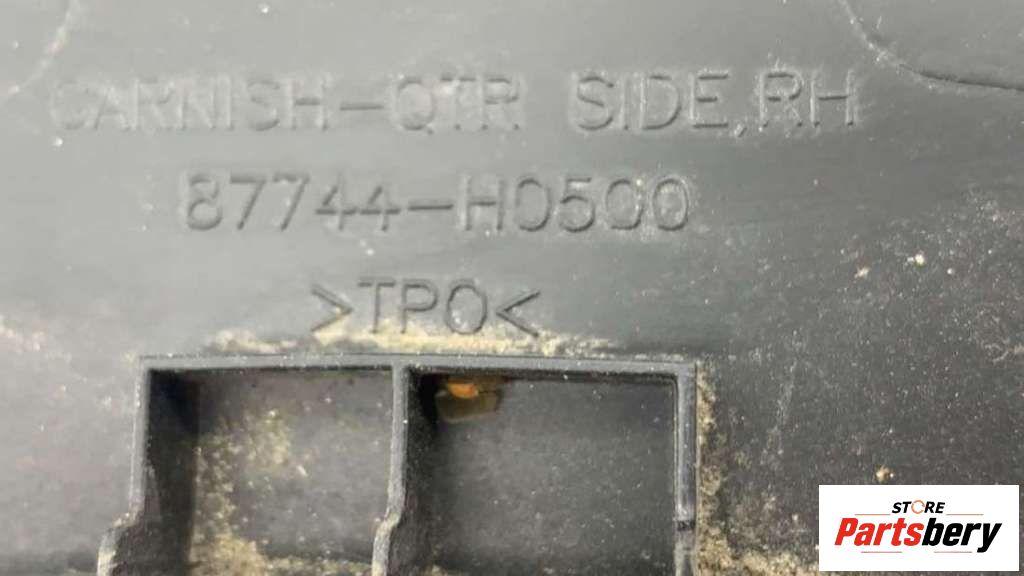 GARNISH-QTR SIDE,RH
87744-H0500
>TPO<
STORE
Partsbery